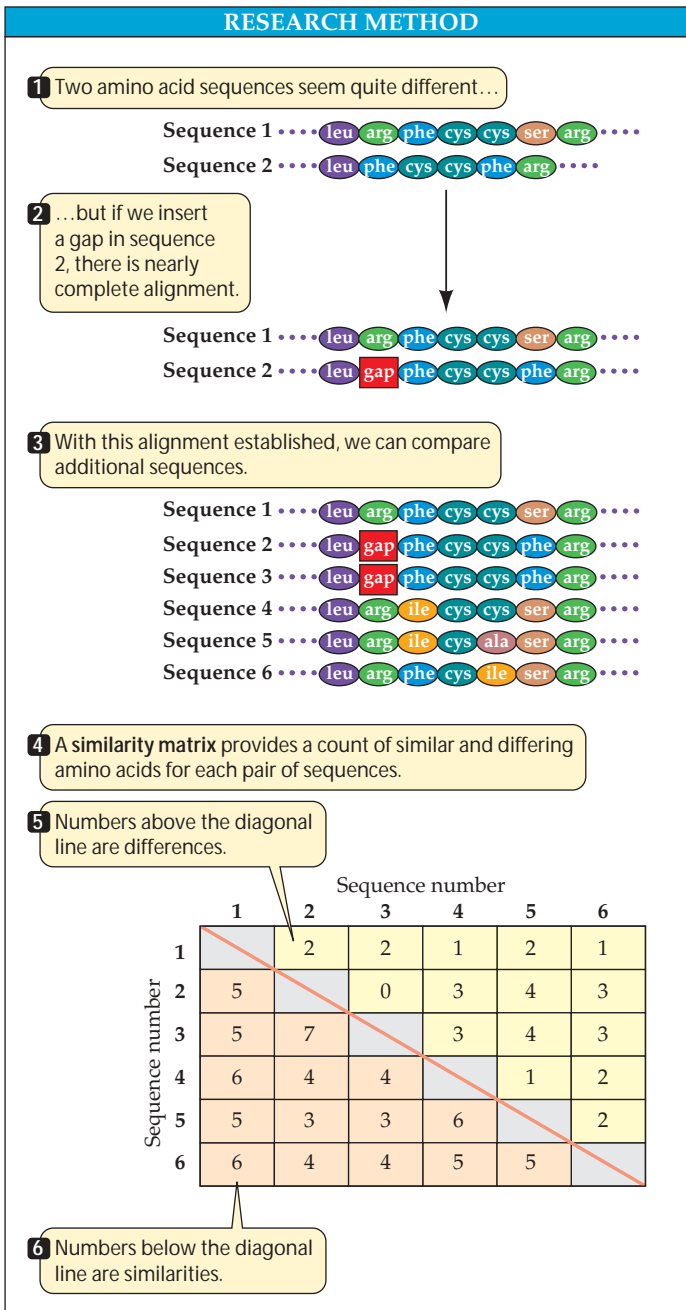 RESEARCH METHOD
1 Two amino acid sequences seem quite different…
Sequence 1 leu arg phe cys cys ser arg
Sequence 2 leu phe cys cys phe arg
2 …but if we insert
a gap in sequence
2, there is nearly
complete alignment.
Sequence 1 leu arg phe cys cys ser arg
Sequence 2 leu gap phe cys cys phe arg
3 With this alignment established, we can compare
additional sequences.
Sequence 1 leu arg phe cys cys ser arg
Sequence 2 leu gap phe cys cys phe arg
Sequence 3 leu gap phe cys cys phe arg
Sequence 4 leu arg ile cys cys ser arg
Sequence 5 leu arg ile cys ala ser arg
Sequence 6 leu arg phe cys ile ser arg
4 A similarity matrix provides a count of similar and differing
amino acids for each pair of sequences.
5 Numbers above the diagonal
line are differences.
Sequence number
1 2 3 4 5 6
Sequence number
1 2 2 1 2 1
2 5 0 3 4 3
3 5 7 3 4 3
4 6 4 4 1 2
5 5 3 3 6 2
6 6 4 4 5 5
6 Numbers below the diagonal
line are similarities.